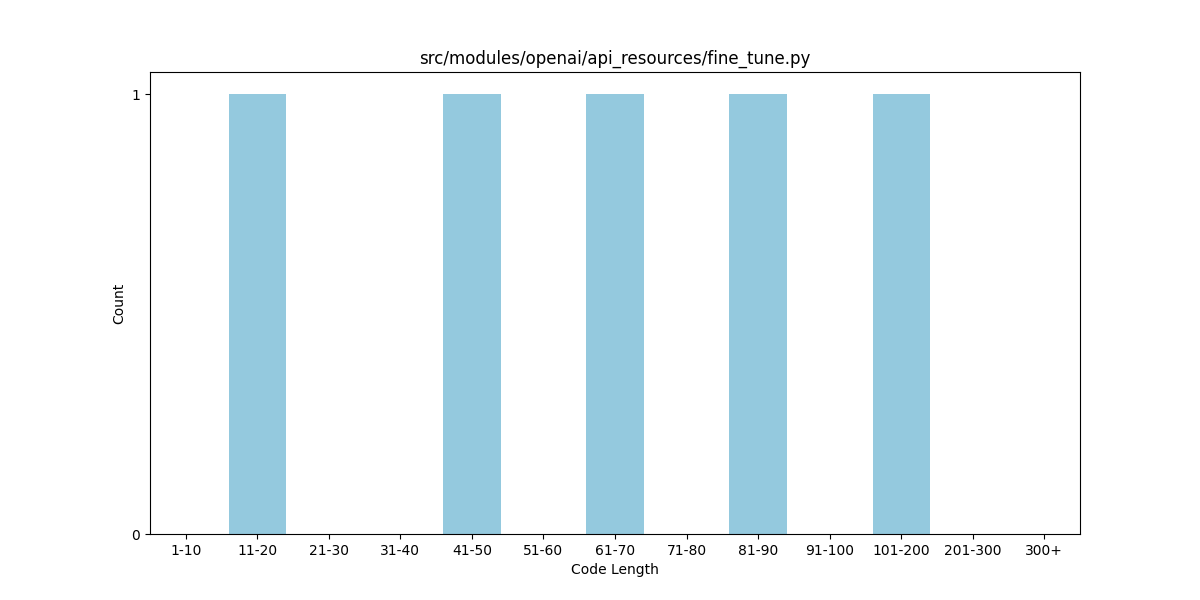 src/modules/openai/api_resources/fine_tune.py
1
0
Count
1-10 11-20 21-30 31-40 41-50 51-60 61-70 71-80 81-90 91-100 101-200 201-300 300+
Code Length